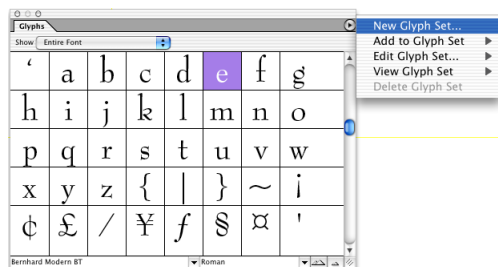 Glyphs
Show Entire Font
New Glyph Set...
Add to Glyph Set
Edit Glyph Set...
View Glyph Set
Delete Glyph Set
‘ a b c d e f g
h i j k l m n o
p q r s t u v w
x y z { | } ~ ¡
¢ £ ⁄ ¥ ƒ § ¤ '
Bernhard Modern BT Roman